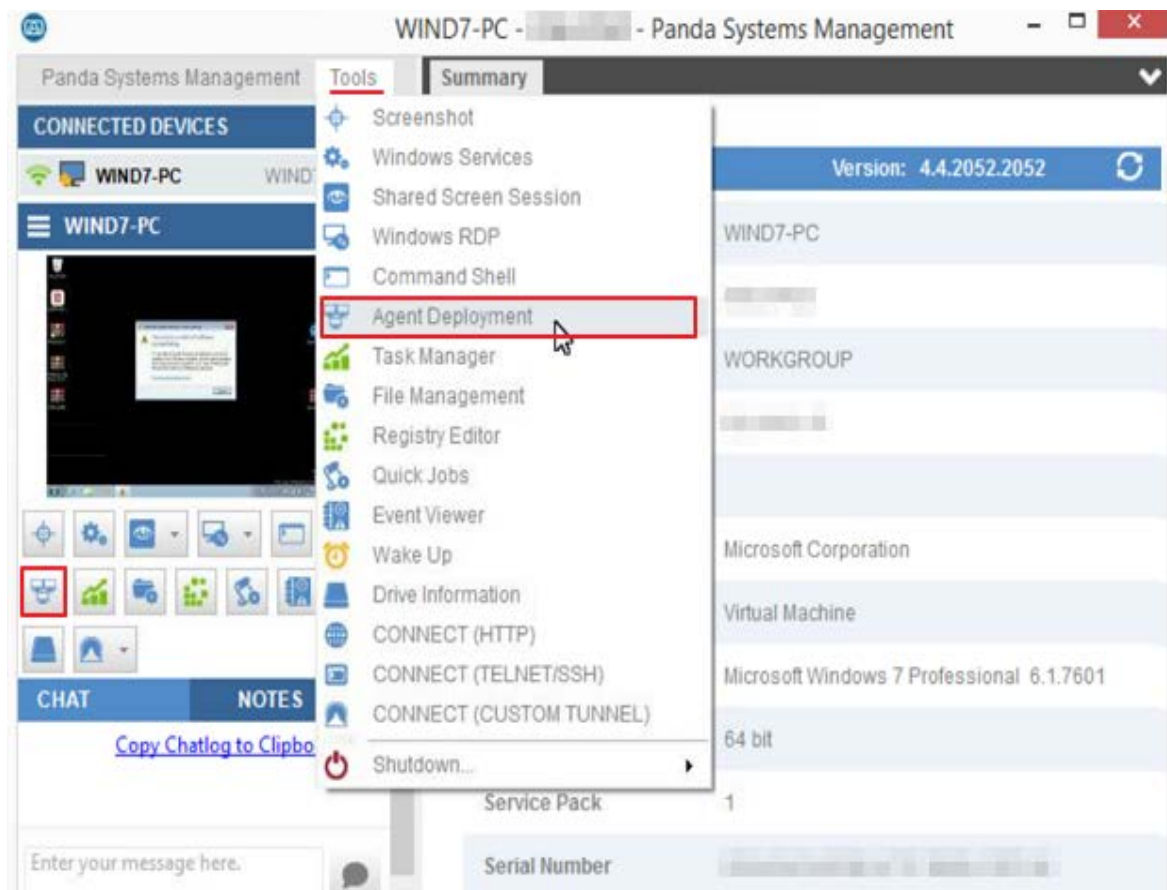 WIND7-PC - - Panda Systems Management
Panda Systems Management Tools Summary
CONNECTED DEVICES
WIND7-PC WIND
WIND7-PC
Screenshot
Windows Services
Shared Screen Session
Windows RDP
Command Shell
Agent Deployment
Task Manager
File Management
Registry Editor
Quick Jobs
Event Viewer
Wake Up
Drive Information
CONNECT (HTTP)
CONNECT (TELNET/SSH)
CONNECT (CUSTOM TUNNEL)
Shutdown...
Version: 4.4.2052.2052
WIND7-PC
WORKGROUP
Microsoft Corporation
Virtual Machine
Microsoft Windows 7 Professional 6.1.7601
64 bit
Service Pack 1
Serial Number
CHAT NOTES
Copy Chatlog to Clipbo
Enter your message here.